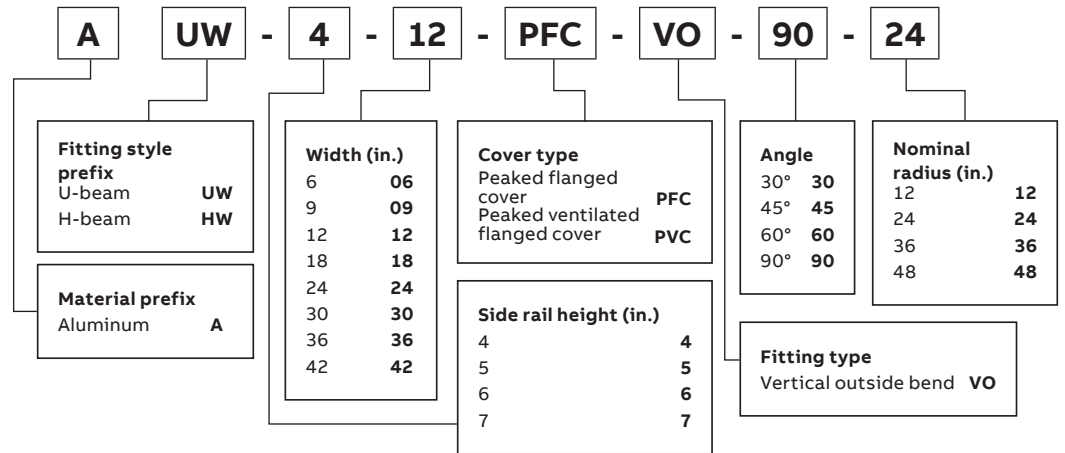 A UW - 4 - 12 - PFC - VO - 90 - 24
Fitting style
prefix
U-beam UW
H-beam HW
Material prefix
Aluminum A
Width (in.)
6 06
9 09
12 12
18 18
24 24
30 30
36 36
42 42
Cover type
Peaked flanged
cover PFC
Peaked ventilated
flanged cover PVC
Side rail height (in.)
4 4
5 5
6 6
7 7
Angle
30° 30
45° 45
60° 60
90° 90
Nominal
radius (in.)
12 12
24 24
36 36
48 48
Fitting type
Vertical outside bend VO